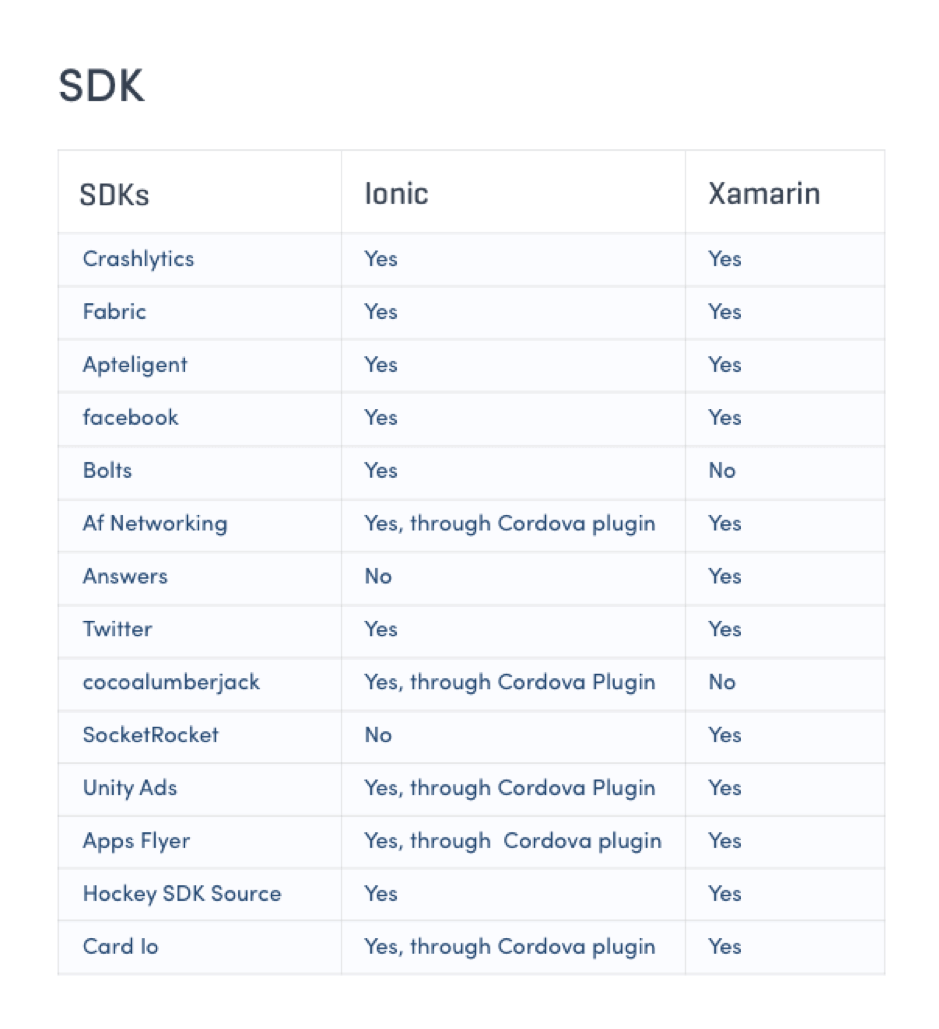 SDK
SDKs Ionic Xamarin
Crashlytics Yes Yes
Fabric Yes Yes
Apteligent Yes Yes
facebook Yes Yes
Bolts Yes No
Af Networking Yes, through Cordova plugin Yes
Answers No Yes
Twitter Yes Yes
cocoalumberjack Yes, through Cordova Plugin No
SocketRocket No Yes
Unity Ads Yes, through Cordova Plugin Yes
Apps Flyer Yes, through  Cordova plugin Yes
Hockey SDK Source Yes Yes
Card Io Yes, through Cordova plugin Yes